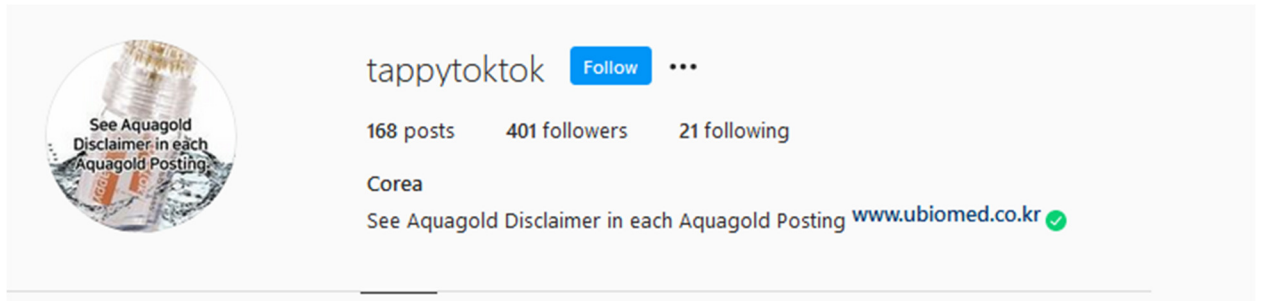 tappytoktok Follow
168 posts 401 followers 21 following
Corea
See Aquagold Disclaimer in each Aquagold Posting www.ubiomed.co.kr
See Aquagold
Disclaimer in each
Aquagold Posting